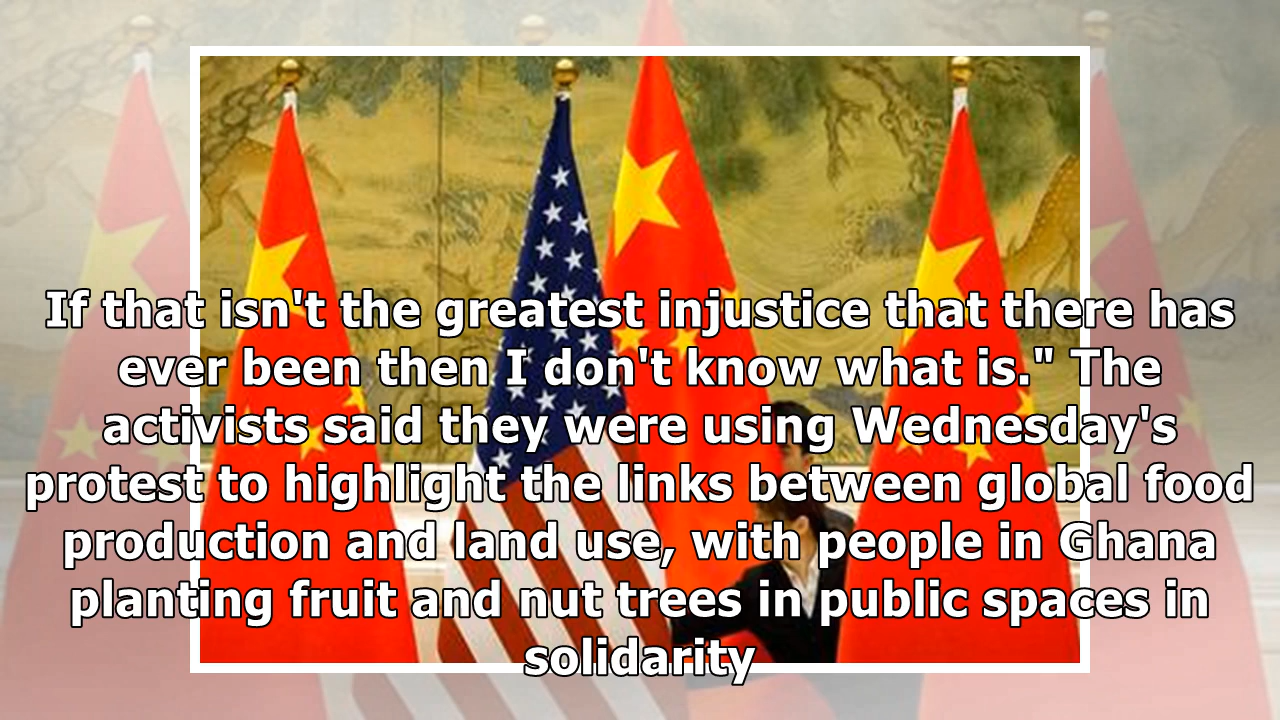 If that isn't the greatest injustice that there has
ever been then I don't know what is." The
activists said they were using Wednesday's
protest to highlight the links between global food
production and land use, with people in Ghana
planting fruit and nut trees in public spaces in
solidarity